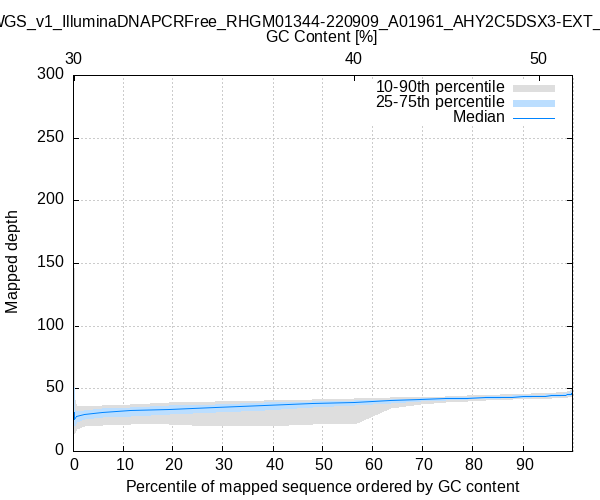 WGS_v1_IlluminaDNAPCRFree_RHGM01344-220909_A01961_AHY2C5DSX3-EXT_
GC Content [%]
30 40 50
300
250
200
150
100
50
0
Mapped depth
10-90th percentile
25-75th percentile
Median
0 10 20 30 40 50 60 70 80 90
Percentile of mapped sequence ordered by GC content